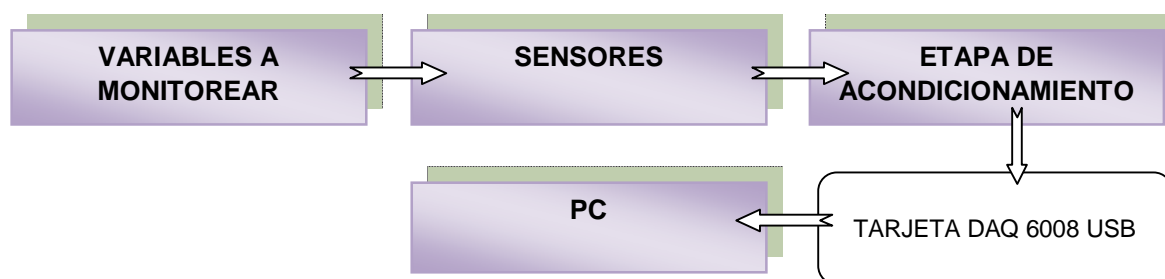 VARIABLES A
MONITOREAR
SENSORES
ETAPA DE
ACONDICIONAMIENTO
TARJETA DAQ 6008 USB
PC